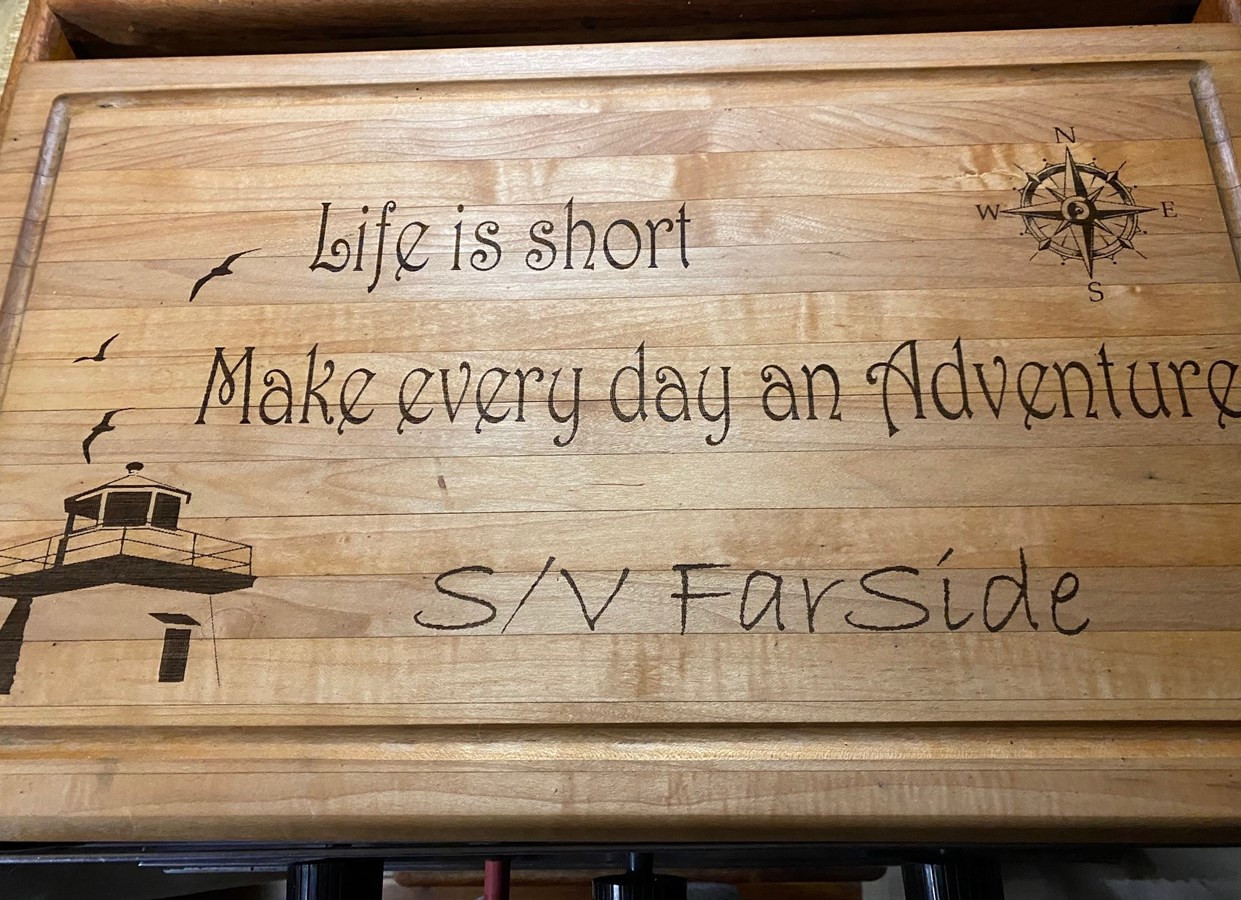 N
W E
S
Life is short
Make every day an Adventure
S/V FarSide